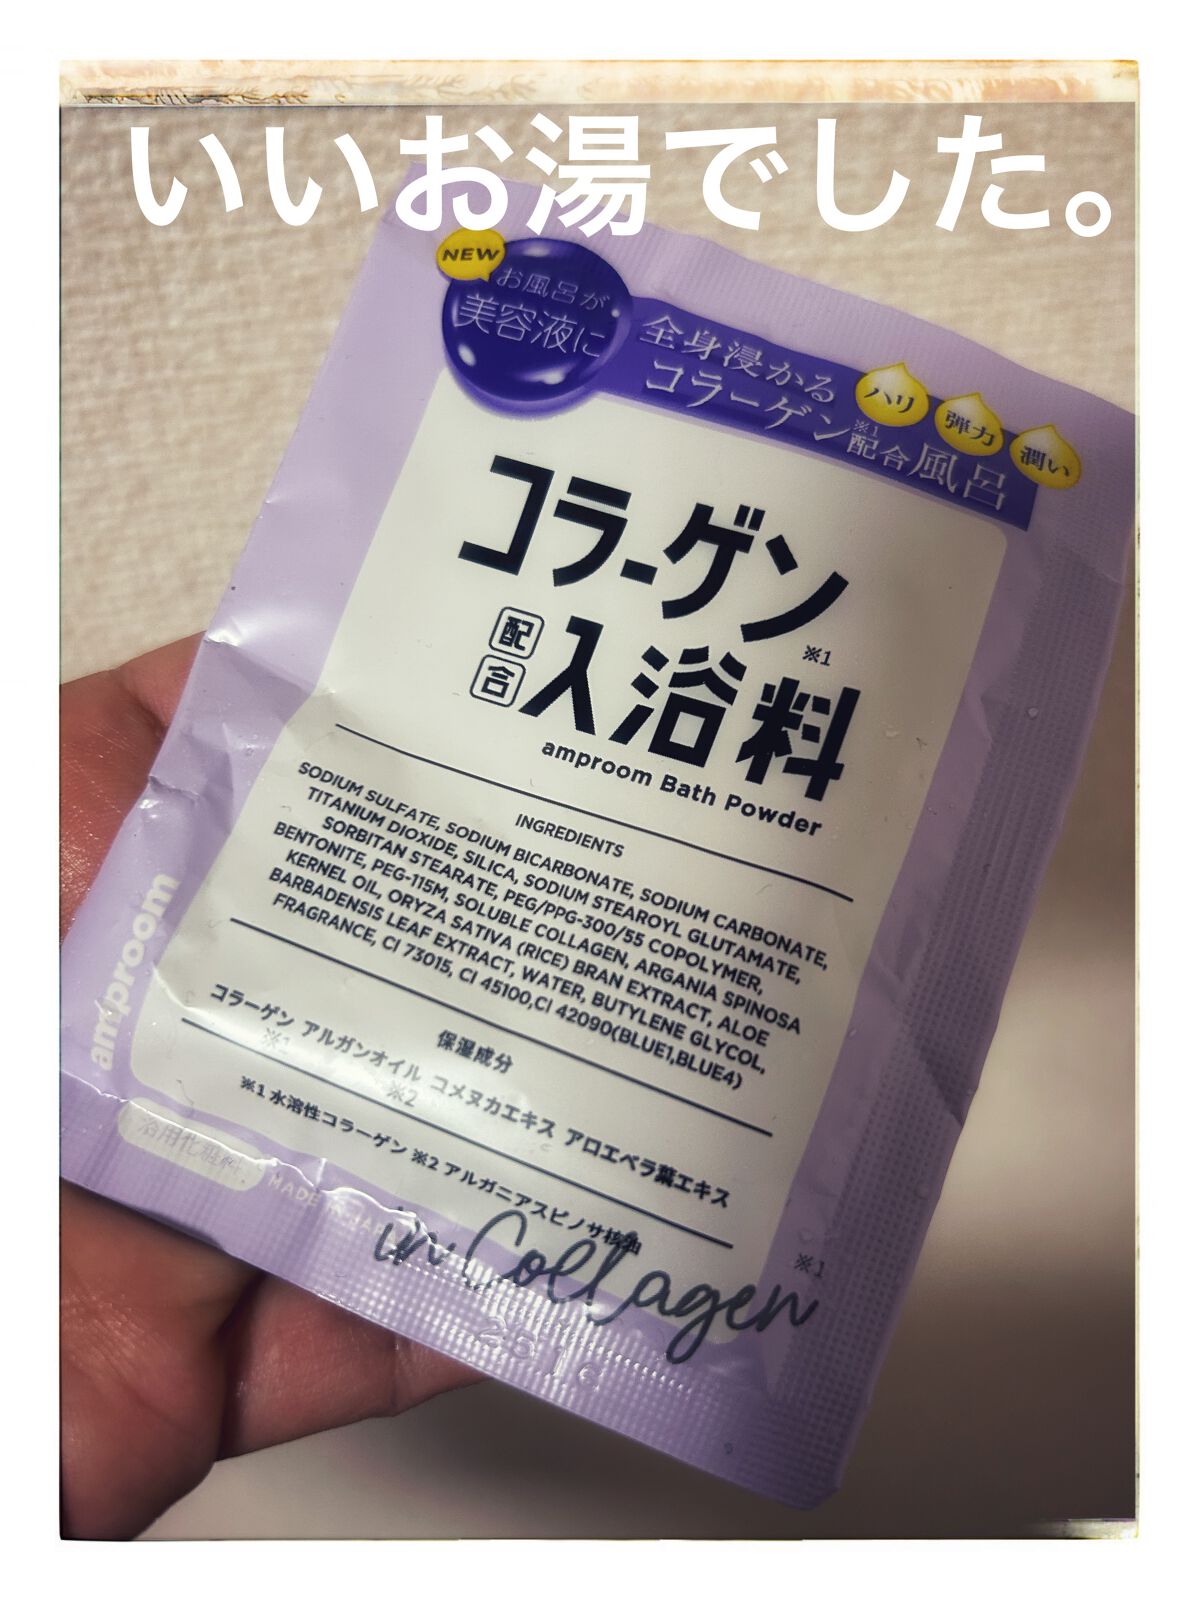 いいお湯でした。
NEW
お風呂が
美容液に
全身浸かる
コラーゲン※1配合風呂
ハリ
弾力
潤い
コラーゲン※1
配合
入浴料
amproom Bath Powder
INGREDIENTS
SODIUM SULFATE, SODIUM BICARBONATE, SODIUM CARBONATE,
TITANIUM DIOXIDE, SILICA, SODIUM STEAROYL GLUTAMATE,
SORBITAN STEARATE, PEG/PPG-300/55 COPOLYMER,
BENTONITE, PEG-115M, SOLUBLE COLLAGEN, ARGANIA SPINOSA
KERNEL OIL, ORYZA SATIVA (RICE) BRAN EXTRACT, ALOE
BARBADENSIS LEAF EXTRACT, WATER, BUTYLENE GLYCOL,
FRAGRANCE, CI 73015, CI 45100,CI 42090(BLUE1,BLUE4)
保湿成分
コラーゲン アルガンオイル コメヌカエキス アロエベラ葉エキス
※1 ※2
※1 水溶性コラーゲン ※2 アルガニアスピノサ核油
amproom
浴用化粧料
MADE IN JAPAN
in Collagen
※1